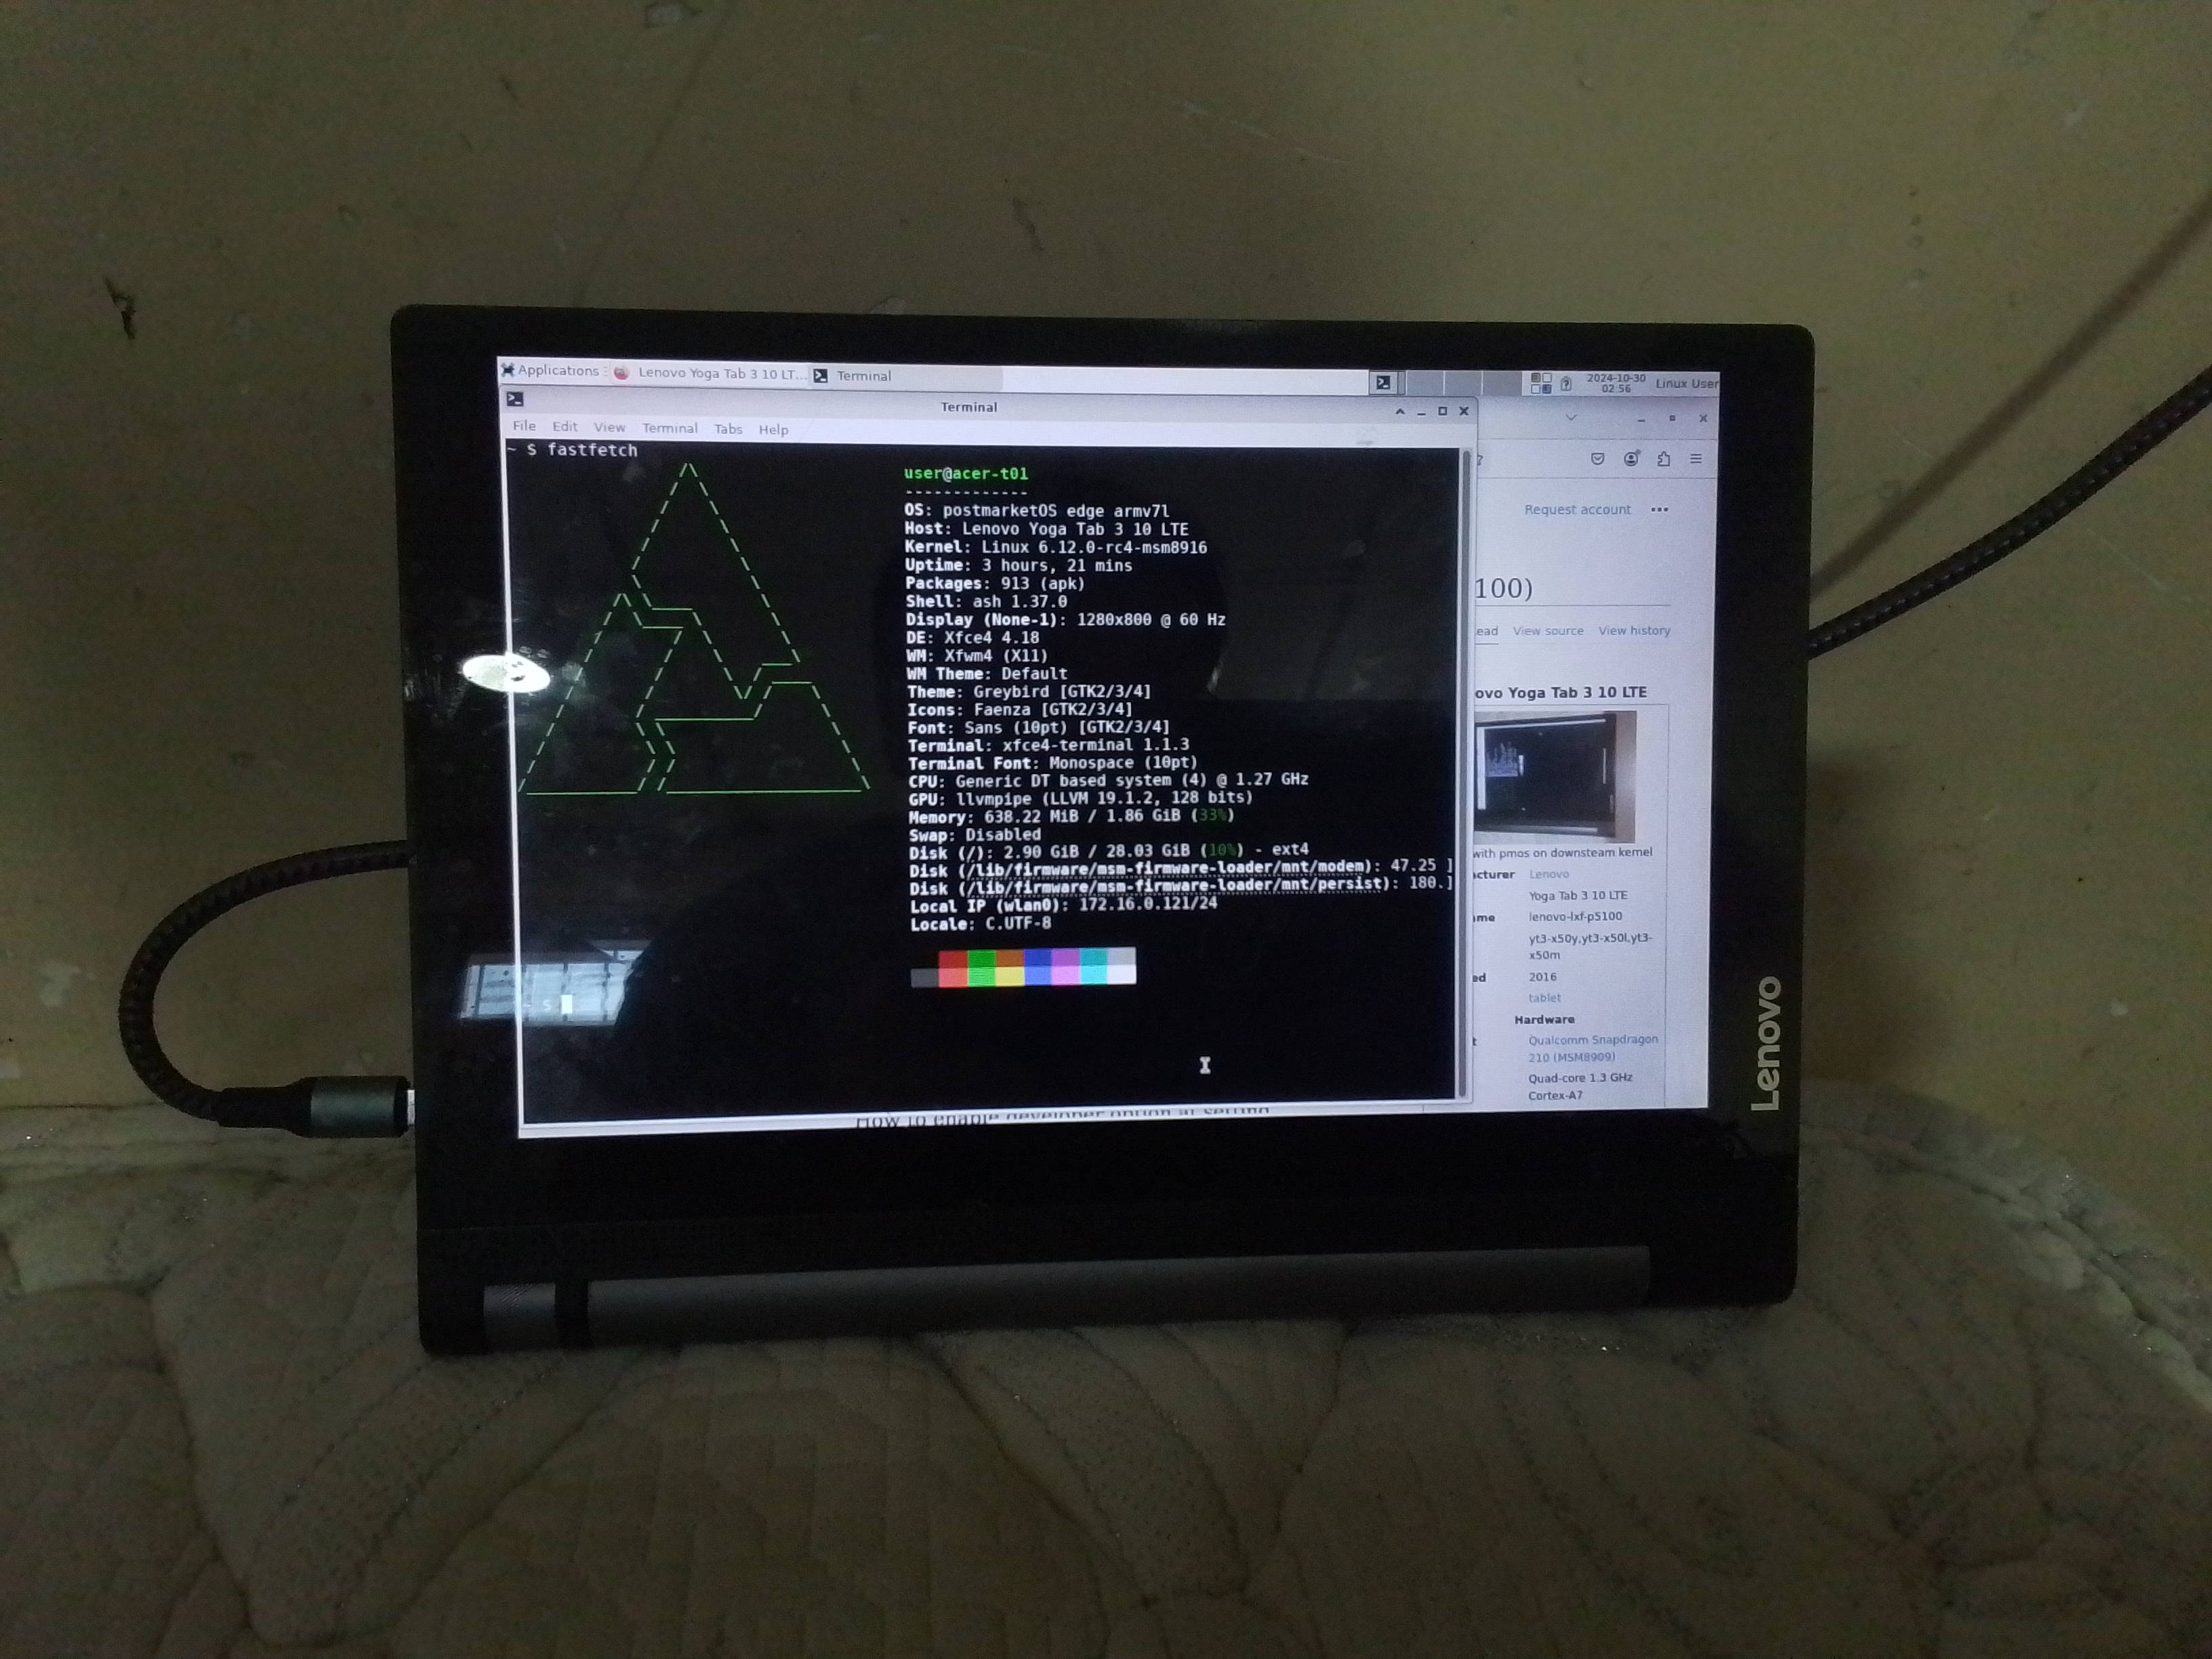 Applications
Lenovo Yoga Tab 3 10 LT...
Terminal
2024-10-30
02:56
Linux User
Terminal
File Edit View Terminal Tabs Help
~ $ fastfetch
user@acer-t01
-------------
OS: postmarketOS edge armv7l
Host: Lenovo Yoga Tab 3 10 LTE
Kernel: Linux 6.12.0-rc4-msm8916
Uptime: 3 hours, 21 mins
Packages: 913 (apk)
Shell: ash 1.37.0
Display (None-1): 1280x800 @ 60 Hz
DE: Xfce4 4.18
WM: Xfwm4 (X11)
WM Theme: Default
Theme: Greybird [GTK2/3/4]
Icons: Faenza [GTK2/3/4]
Font: Sans (10pt) [GTK2/3/4]
Terminal: xfce4-terminal 1.1.3
Terminal Font: Monospace (10pt)
CPU: Generic DT based system (4) @ 1.27 GHz
GPU: llvmpipe (LLVM 19.1.2, 128 bits)
Memory: 638.22 MiB / 1.86 GiB (33%)
Swap: Disabled
Disk (/): 2.90 GiB / 28.03 GiB (10%) - ext4
Disk (/lib/firmware/msm-firmware-loader/mnt/modem): 47.25 ]
Disk (/lib/firmware/msm-firmware-loader/mnt/persist): 180.]
Local IP (wlan0): 172.16.0.121/24
Locale: C.UTF-8
$
Request account
100)
ead View source View history
ovo Yoga Tab 3 10 LTE
with pmos on downsteam kernel
acturer Lenovo
Yoga Tab 3 10 LTE
me lenovo-lxf-p5100
yt3-x50y,yt3-x50l,yt3-
x50m
ed 2016
tablet
Hardware
t Qualcomm Snapdragon
210 (MSM8909)
Quad-core 1.3 GHz
Cortex-A7
How to enable developer option at setting
Lenovo